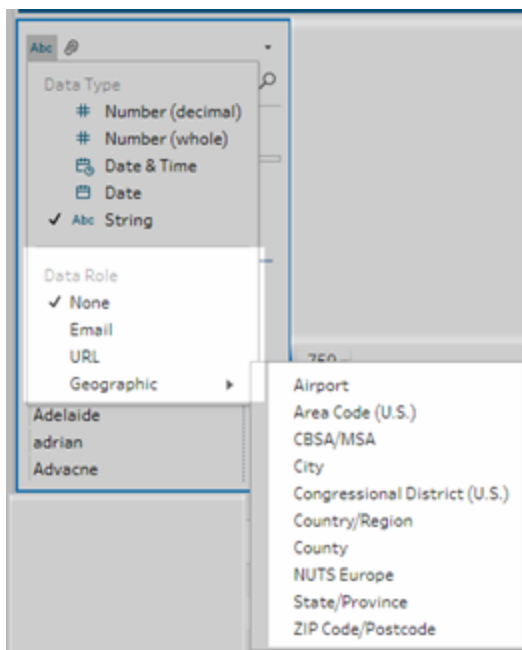 Abc
Data Type
# Number (decimal)
# Number (whole)
Date & Time
Date
✓ Abc String
Data Role
✓ None
Email
URL
Geographic
Adelaide
adrian
Advacne
Airport
Area Code (U.S.)
CBSA/MSA
City
Congressional District (U.S.)
Country/Region
County
NUTS Europe
State/Province
ZIP Code/Postcode